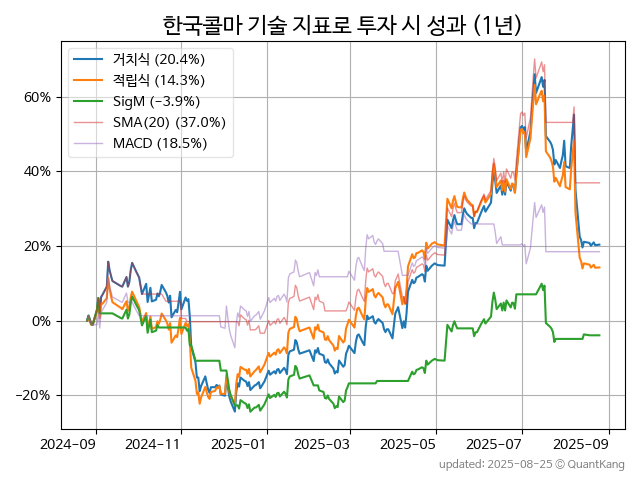 한국콜마 기술 지표로 투자 시 성과 (1년)
거치식 (20.4%)
적립식 (14.3%)
SigM (−3.9%)
SMA(20) (37.0%)
MACD (18.5%)
60%
40%
20%
0%
−20%
2024-09 2024-11 2025-01 2025-03 2025-05 2025-07 2025-09
updated: 2025-08-25 © QuantKang